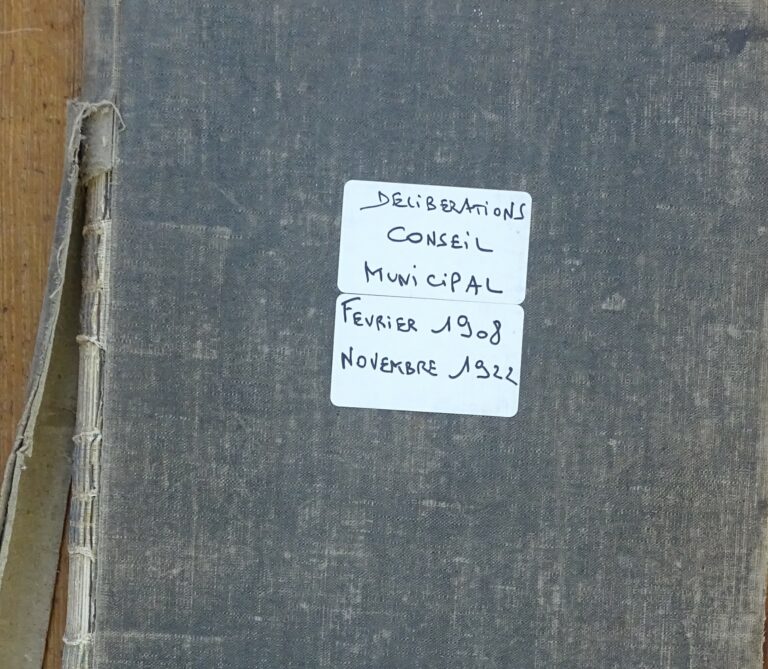 DELIBERATIONS
CONSEIL
MUNICIPAL
FEVRIER 1908
NOVEMBRE 1922